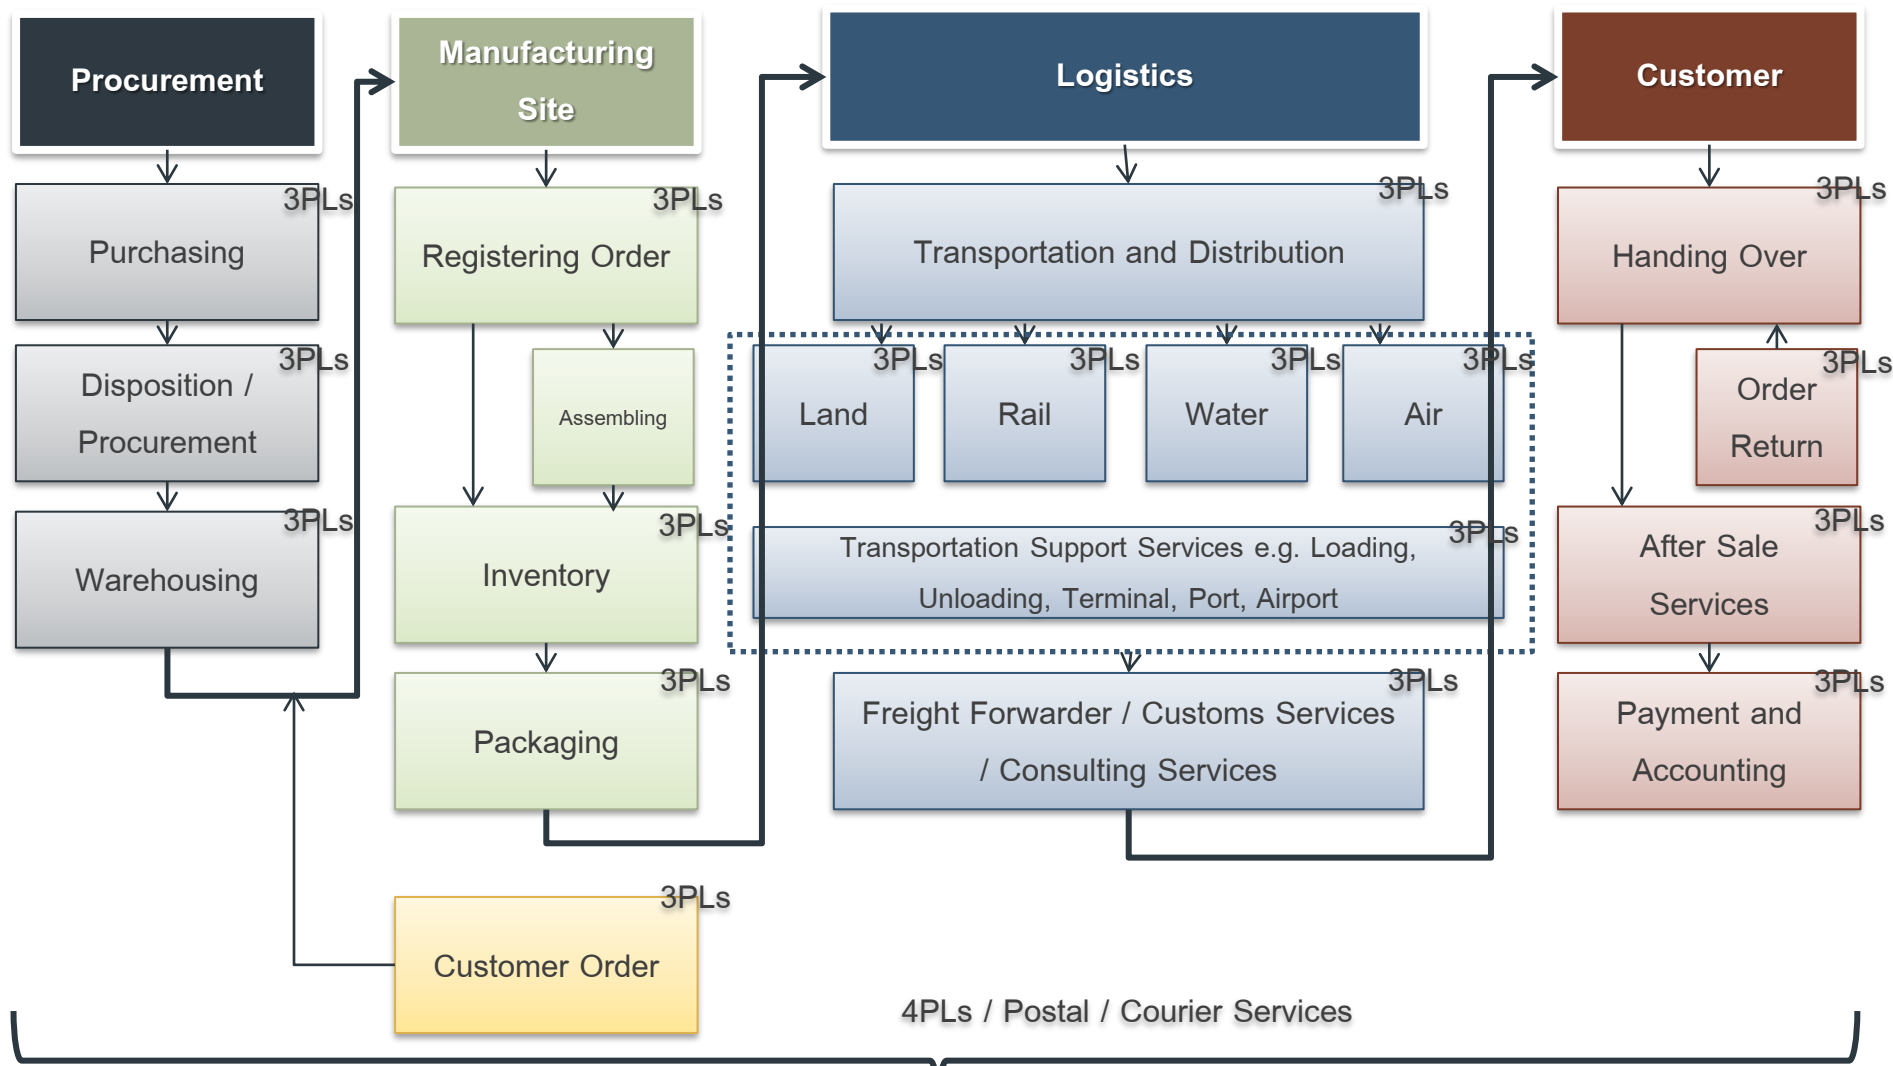 Procurement
3PLs
Purchasing
3PLs
Disposition /
Procurement
3PLs
Warehousing
Manufacturing
Site
3PLs
Registering Order
Assembling
3PLs
Inventory
3PLs
Packaging
3PLs
Customer Order
Logistics
3PLs
Transportation and Distribution
3PLs
Land
3PLs
Rail
3PLs
Water
3PLs
Air
3PLs
Transportation Support Services e.g. Loading,
Unloading, Terminal, Port, Airport
3PLs
Freight Forwarder / Customs Services
/ Consulting Services
Customer
3PLs
Handing Over
3PLs
Order
Return
3PLs
After Sale
Services
3PLs
Payment and
Accounting
4PLs / Postal / Courier Services